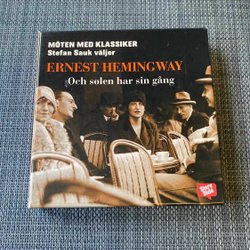 MÖTEN MED KLASSIKER
Stefan Sauk väljer
ERNEST HEMINGWAY
Och solen har sin gång